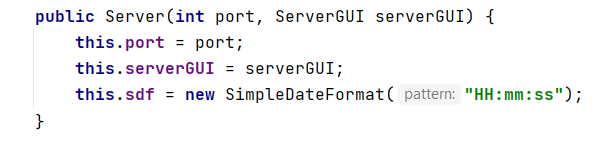 public Server(int port, ServerGUI serverGUI) {
this.port = port;
this.serverGUI = serverGUI;
this.sdf = new SimpleDateFormat( pattern: "HH:mm:ss");
}